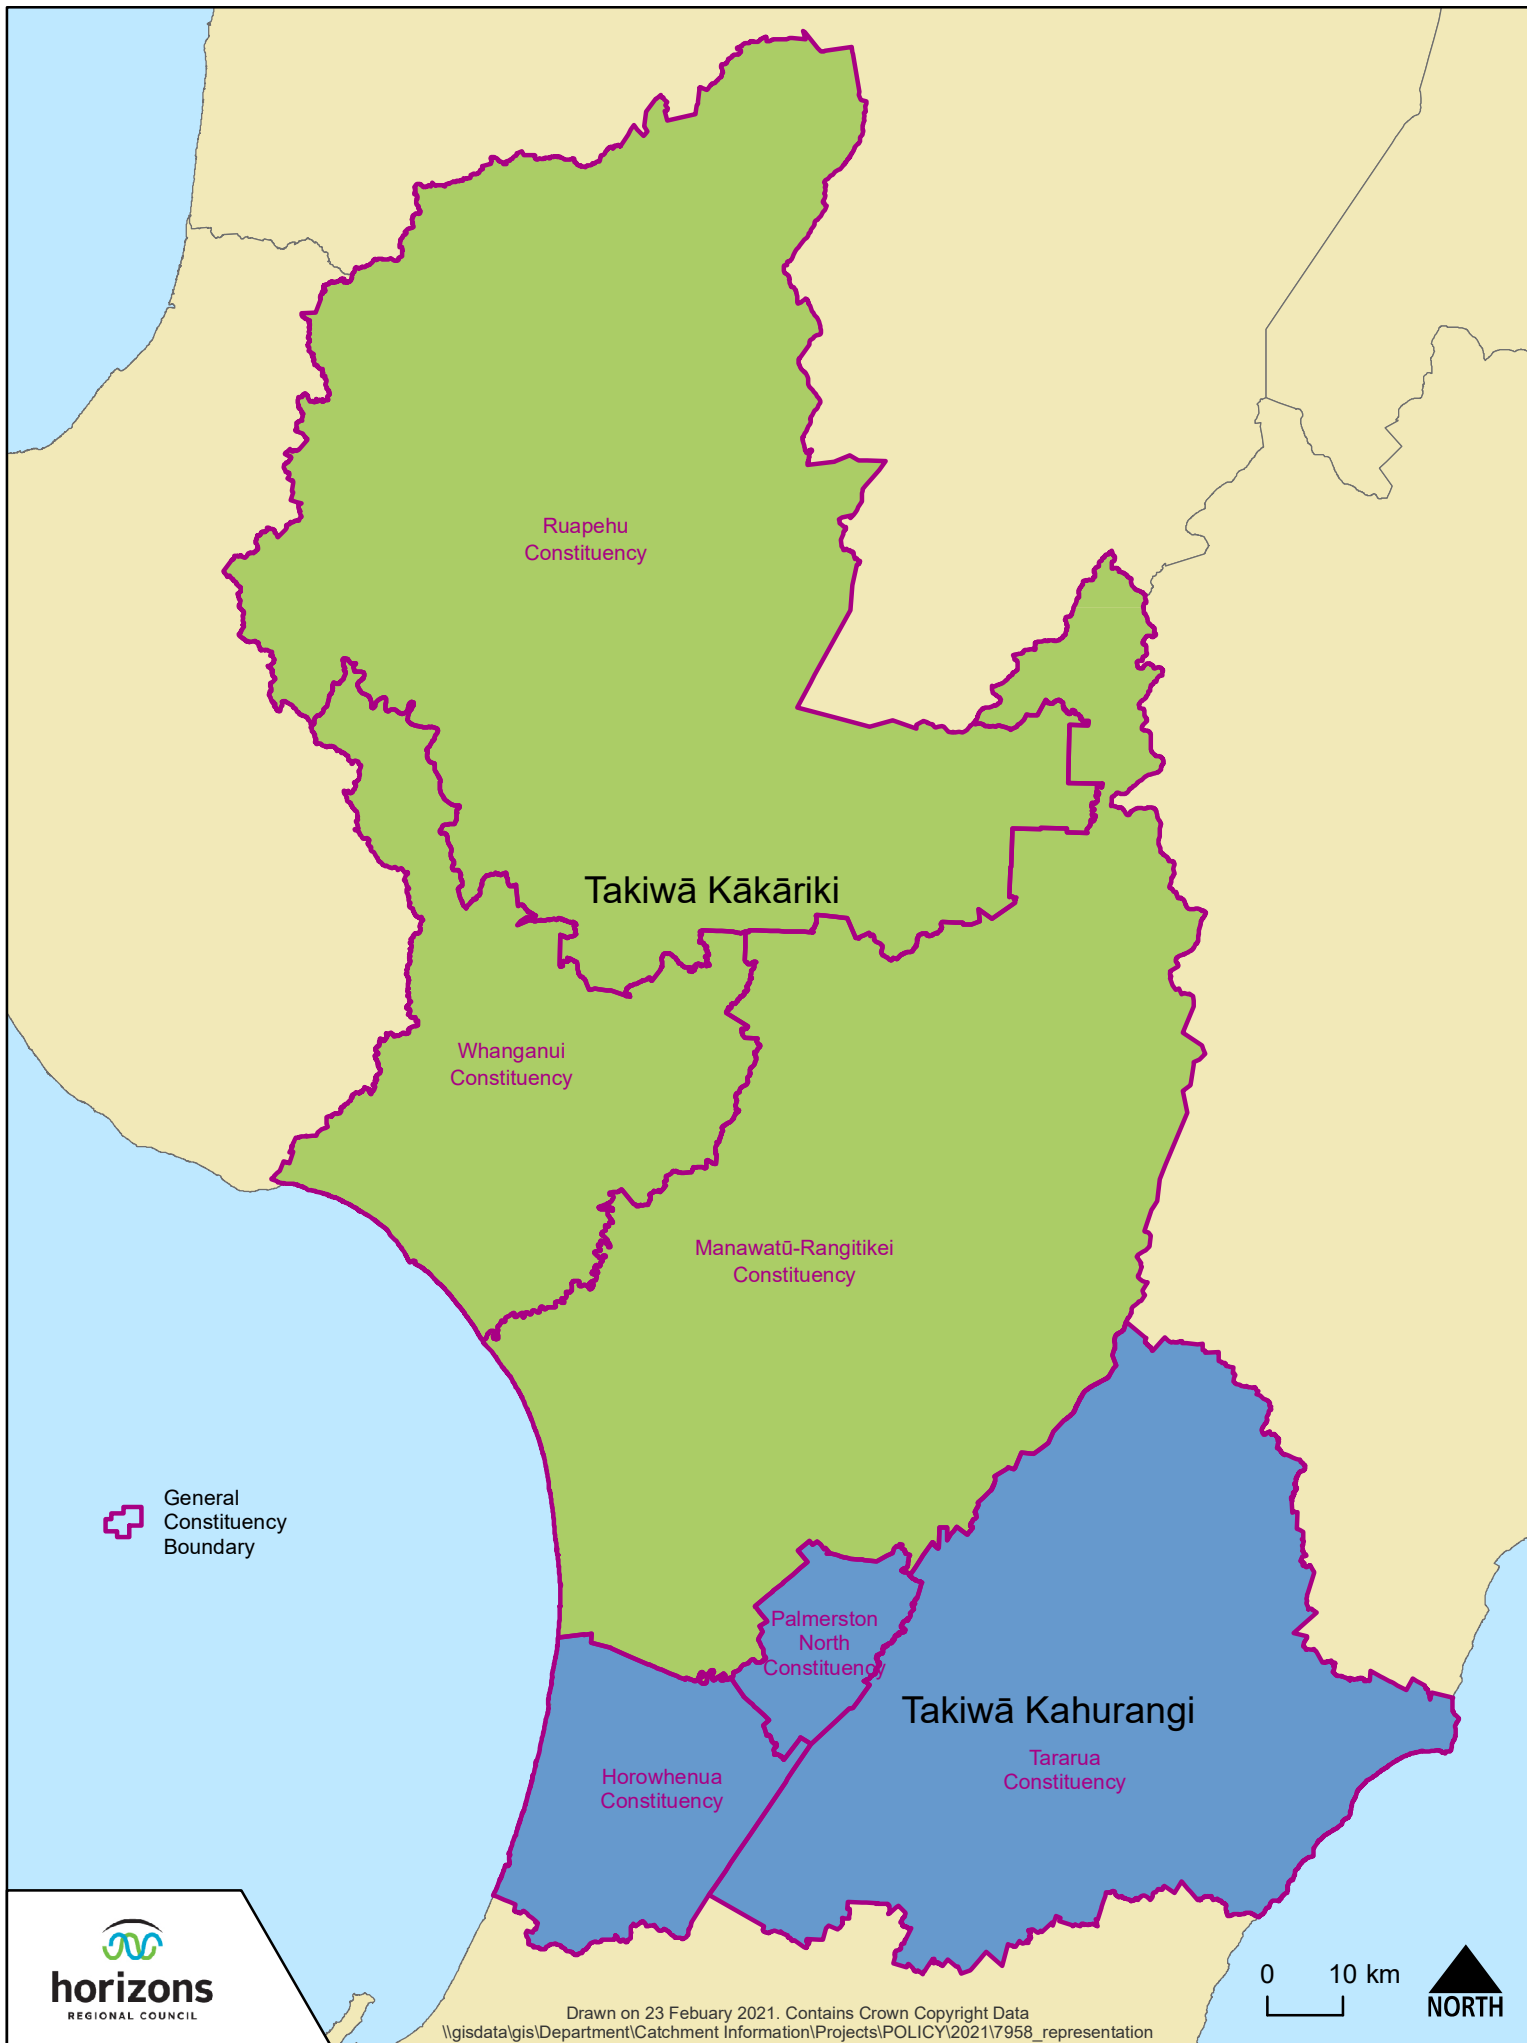 Ruapehu
Constituency
Takiwā Kākāriki
Whanganui
Constituency
Manawatū-Rangitikei
Constituency
General
Constituency
Boundary
Palmerston
North
Constituency
Takiwā Kahurangi
Tararua
Constituency
Horowhenua
Constituency
horizons
REGIONAL COUNCIL
0 10 km
NORTH
Drawn on 23 Febuary 2021. Contains Crown Copyright Data
\\gisdata\gis\Department\Catchment Information\Projects\POLICY\2021\7958_representation